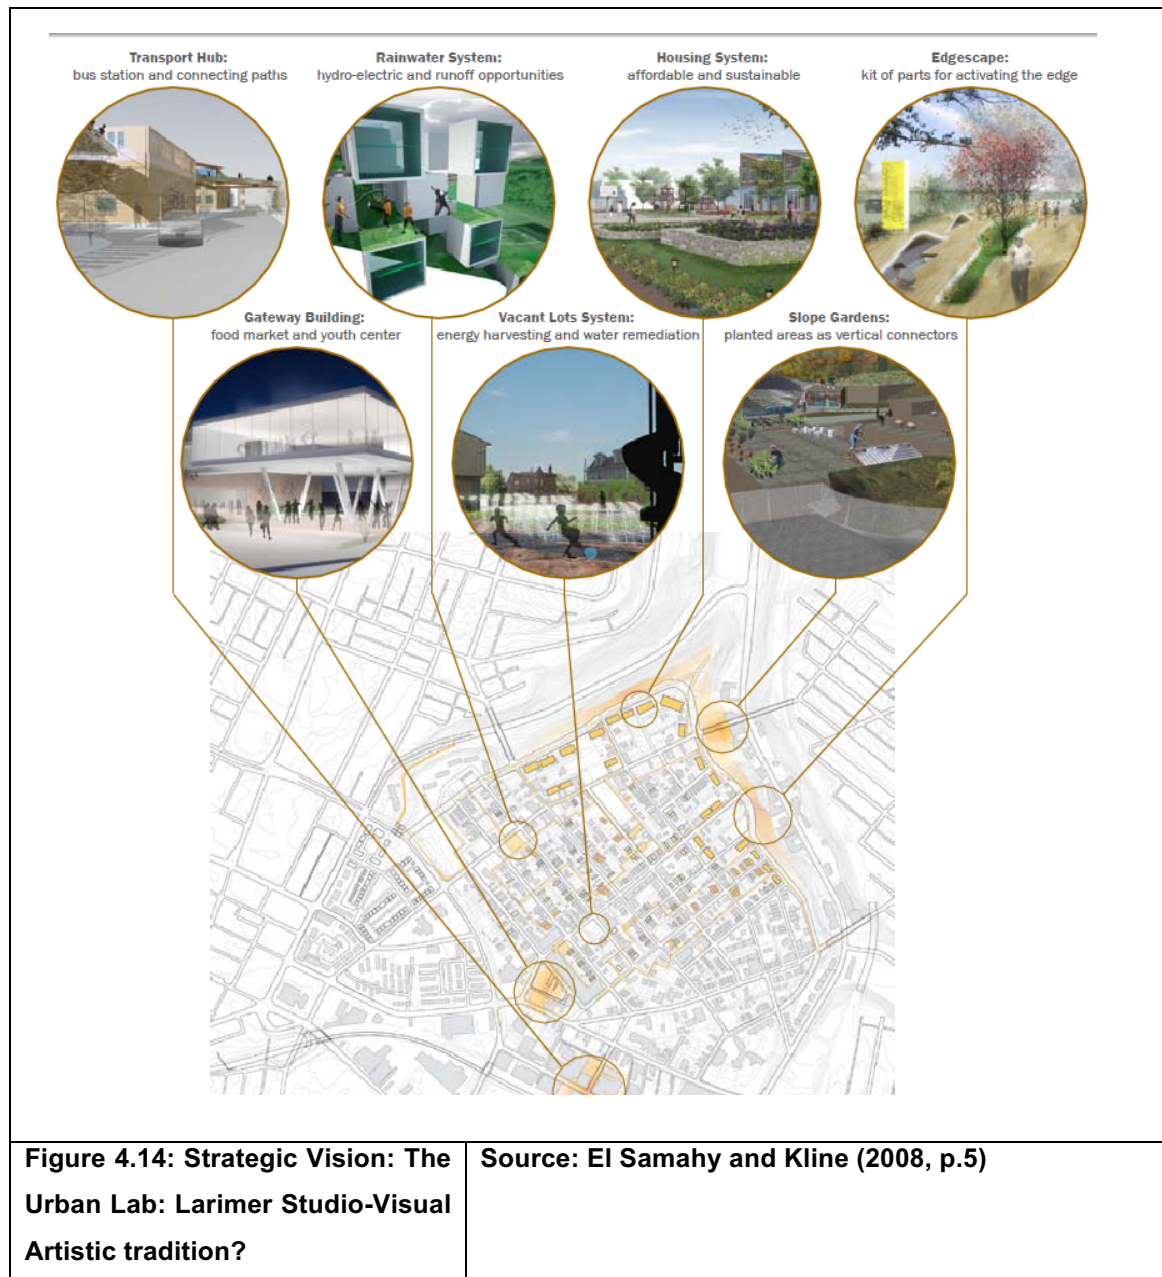 Transport Hub:
bus station and connecting paths
Rainwater System:
hydro-electric and runoff opportunities
Housing System:
affordable and sustainable
Edgescape:
kit of parts for activating the edge
Gateway Building:
food market and youth center
Vacant Lots System:
energy harvesting and water remediation
Slope Gardens:
planted areas as vertical connectors
Figure 4.14: Strategic Vision: The
Urban Lab: Larimer Studio-Visual
Artistic tradition?
Source: El Samahy and Kline (2008, p.5)